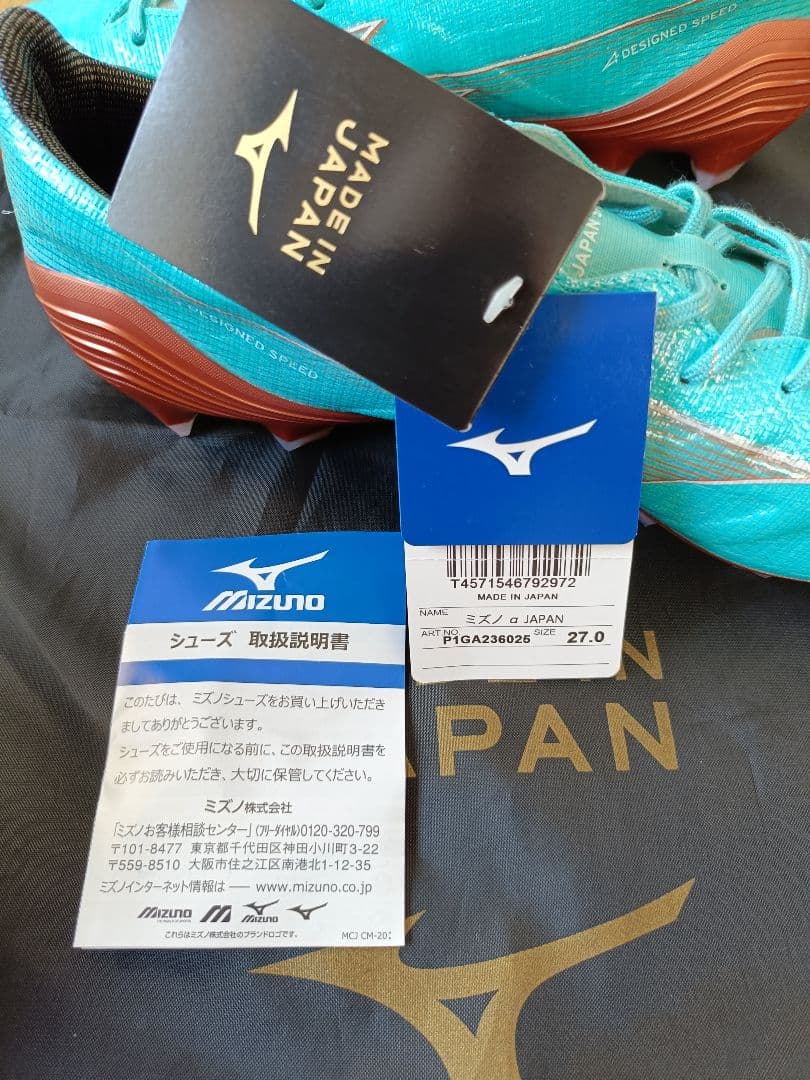 DESIGNED SPEED
MADE IN
JAPAN
JAPAN
DESIGNED SPEED
T4571546792972
MADE IN JAPAN
NAME
ミズノ α JAPAN
ART NO. P1GA236025 SIZE 27.0
MIZUNO
シューズ 取扱説明書
このたびは、ミズノシューズをお買い上げいただき
ましてありがとうございます。
シューズをご使用になる前に、この取扱説明書を
必ずお読みいただき、大切に保管してください。
ミズノ株式会社
「ミズノお客様相談センター」(フリーダイヤル)0120-320-799
〒101-8477 東京都千代田区神田小川町3-22
〒559-8510 大阪市住之江区南港北1-12-35
ミズノインターネット情報は — www.mizuno.co.jp
MIZUNO MIZUNO
これらはミズノ株式会社のブランドロゴです。 MCJ CM-20
IN
APAN